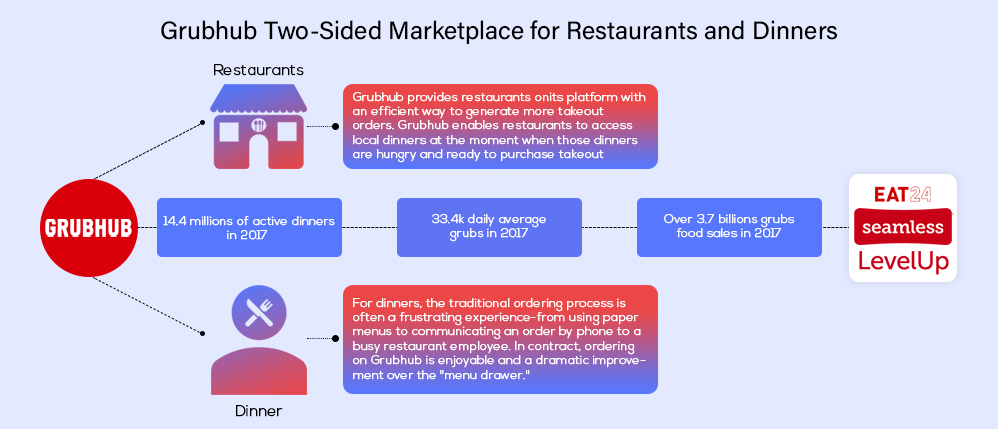 Grubhub Two-Sided Marketplace for Restaurants and Dinners
Restaurants
Grubhub provides restaurants onits platform with
an efficient way to generate more takeout
orders. Grubhub enables restaurants to access
local dinners at the moment when those dinners
are hungry and ready to purchase takeout
GRUBHUB
14.4 millions of active dinners
in 2017
33.4k daily average
grubs in 2017
Over 3.7 billions grubs
food sales in 2017
EAT24
seamless
LevelUp
For dinners, the traditional ordering process is
often a frustrating experience-from using paper
menus to communicating an order by phone to a
busy restaurant employee. In contract, ordering
on Grubhub is enjoyable and a dramatic improve-
ment over the "menu drawer."
Dinner